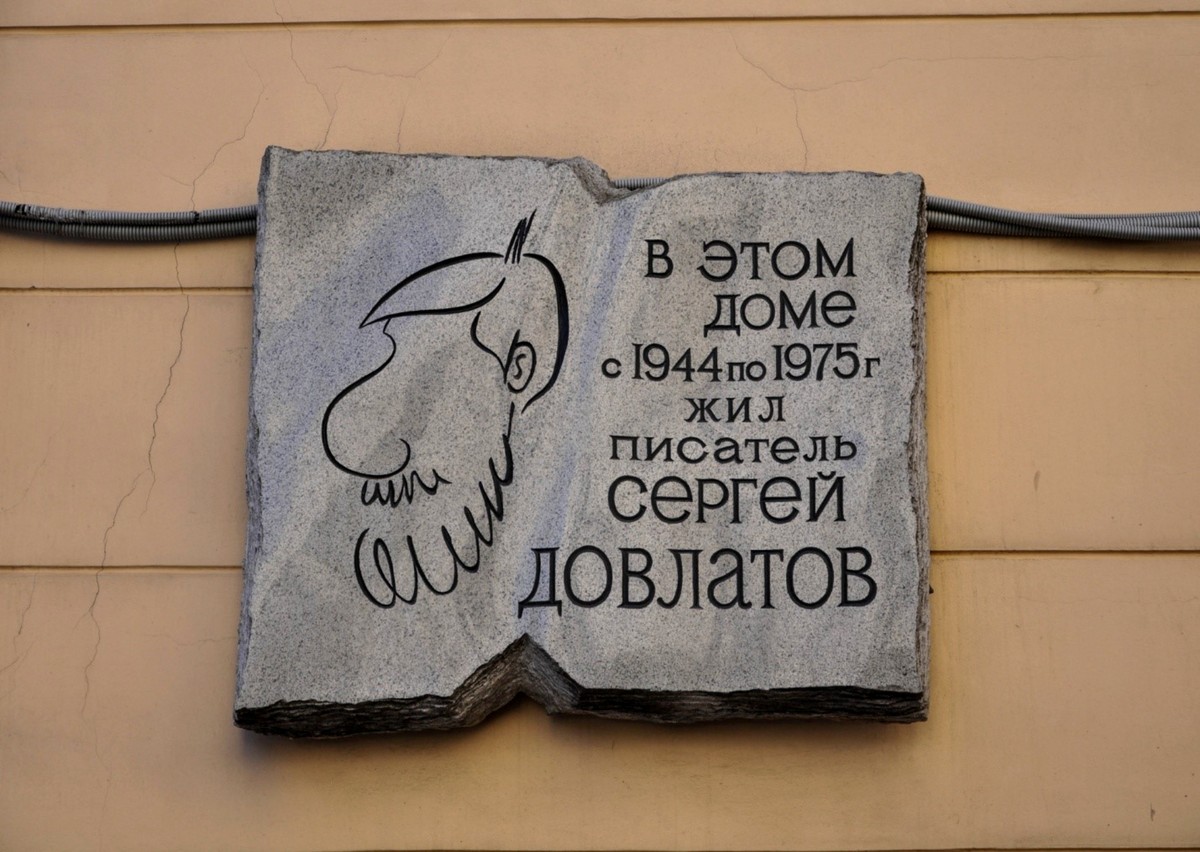 В ЭТОМ
ДОМЕ
с 1944 по 1975 г
ЖИЛ
ПИСАТЕЛЬ
СЕРГЕЙ
ДОВЛАТОВ